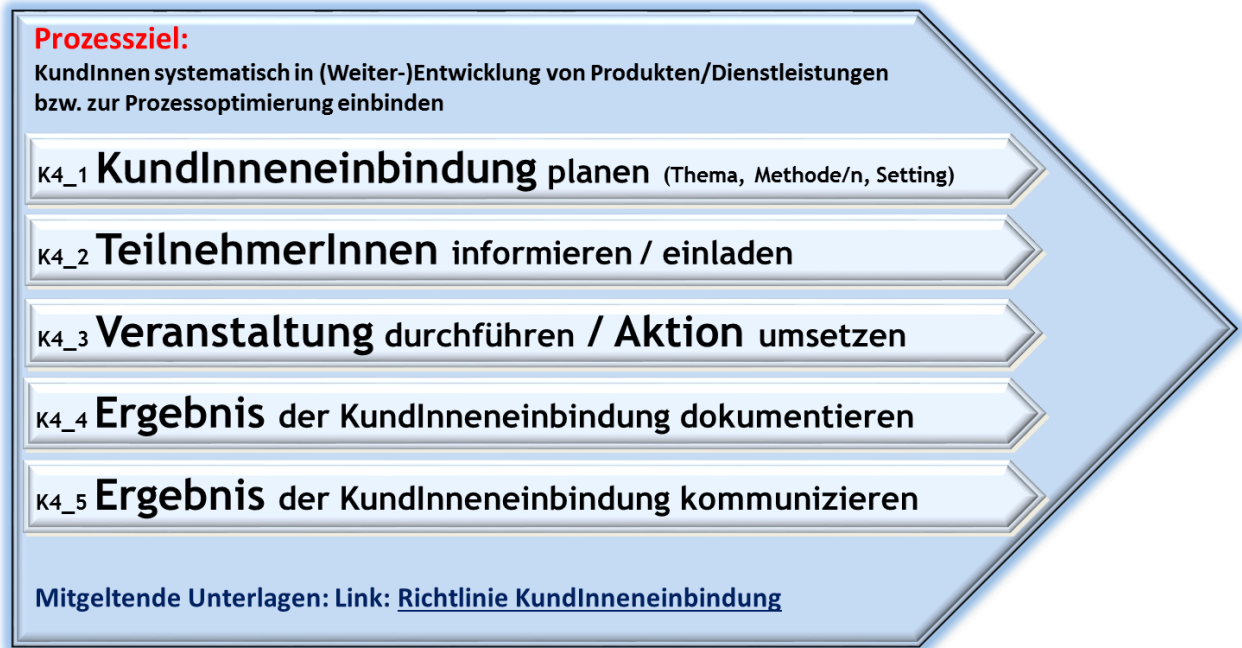 Prozessziel:
KundInnen systematisch in (Weiter-)Entwicklung von Produkten/Dienstleistungen
bzw. zur Prozessoptimierung einbinden
K4_1 KundInneneinbindung planen (Thema, Methode/n, Setting)
K4_2 TeilnehmerInnen informieren / einladen
K4_3 Veranstaltung durchführen / Aktion umsetzen
K4_4 Ergebnis der KundInneneinbindung dokumentieren
K4_5 Ergebnis der KundInneneinbindung kommunizieren
Mitgeltende Unterlagen: Link: Richtlinie KundInneneinbindung